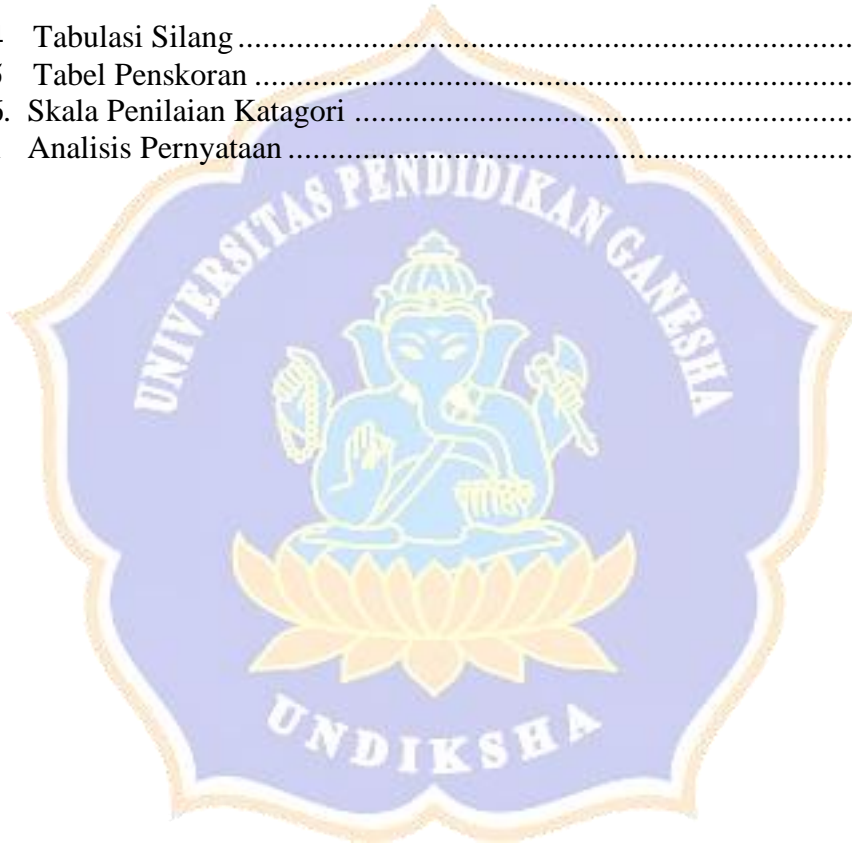 Tabulasi Silang ..........................................................................
Tabel Penskoran ........................................................................
Skala Penilaian Katagori ............................................................
Analisis Pernyataan ....................................................................
UNIVERSITAS PENDIDIKAN GANESHA
UNDIKSHA